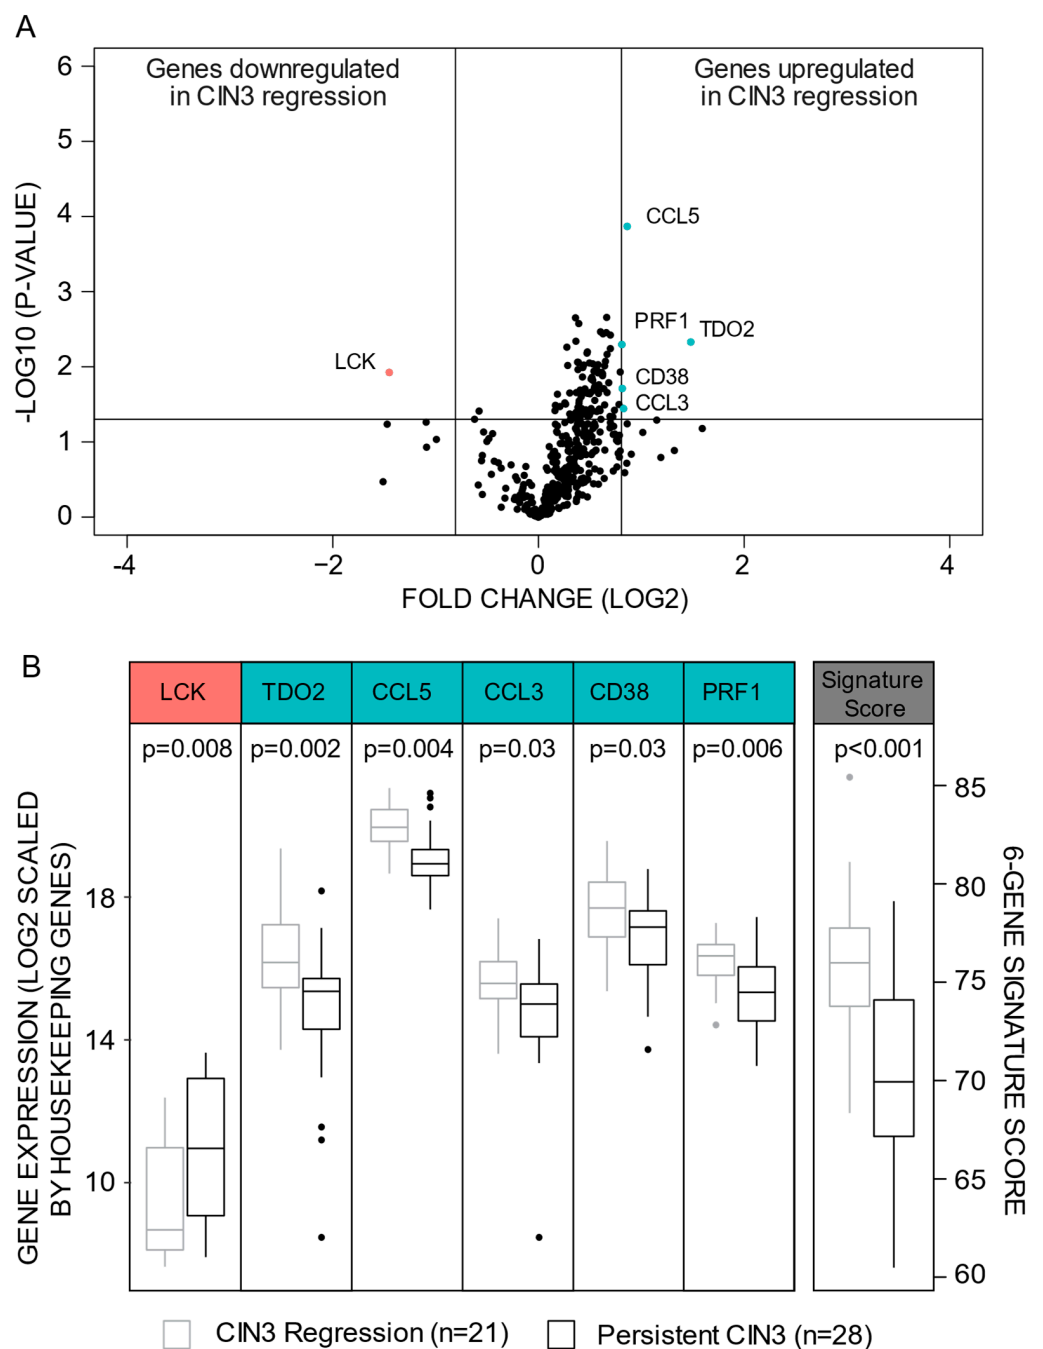 A
Genes downregulated
in CIN3 regression
Genes upregulated
in CIN3 regression
6
5
4
3
2
1
0
-LOG10 (P-VALUE)
CCL5
PRF1
TDO2
LCK
CD38
CCL3
-4
−2
0
2
4
FOLD CHANGE (LOG2)
B
LCK
TDO2
CCL5
CCL3
CD38
PRF1
Signature
Score
p=0.008
p=0.002
p=0.004
p=0.03
p=0.03
p=0.006
p<0.001
GENE EXPRESSION (LOG2 SCALED
BY HOUSEKEEPING GENES)
18
14
10
85
80
75
70
65
60
6-GENE SIGNATURE SCORE
CIN3 Regression (n=21)
Persistent CIN3 (n=28)